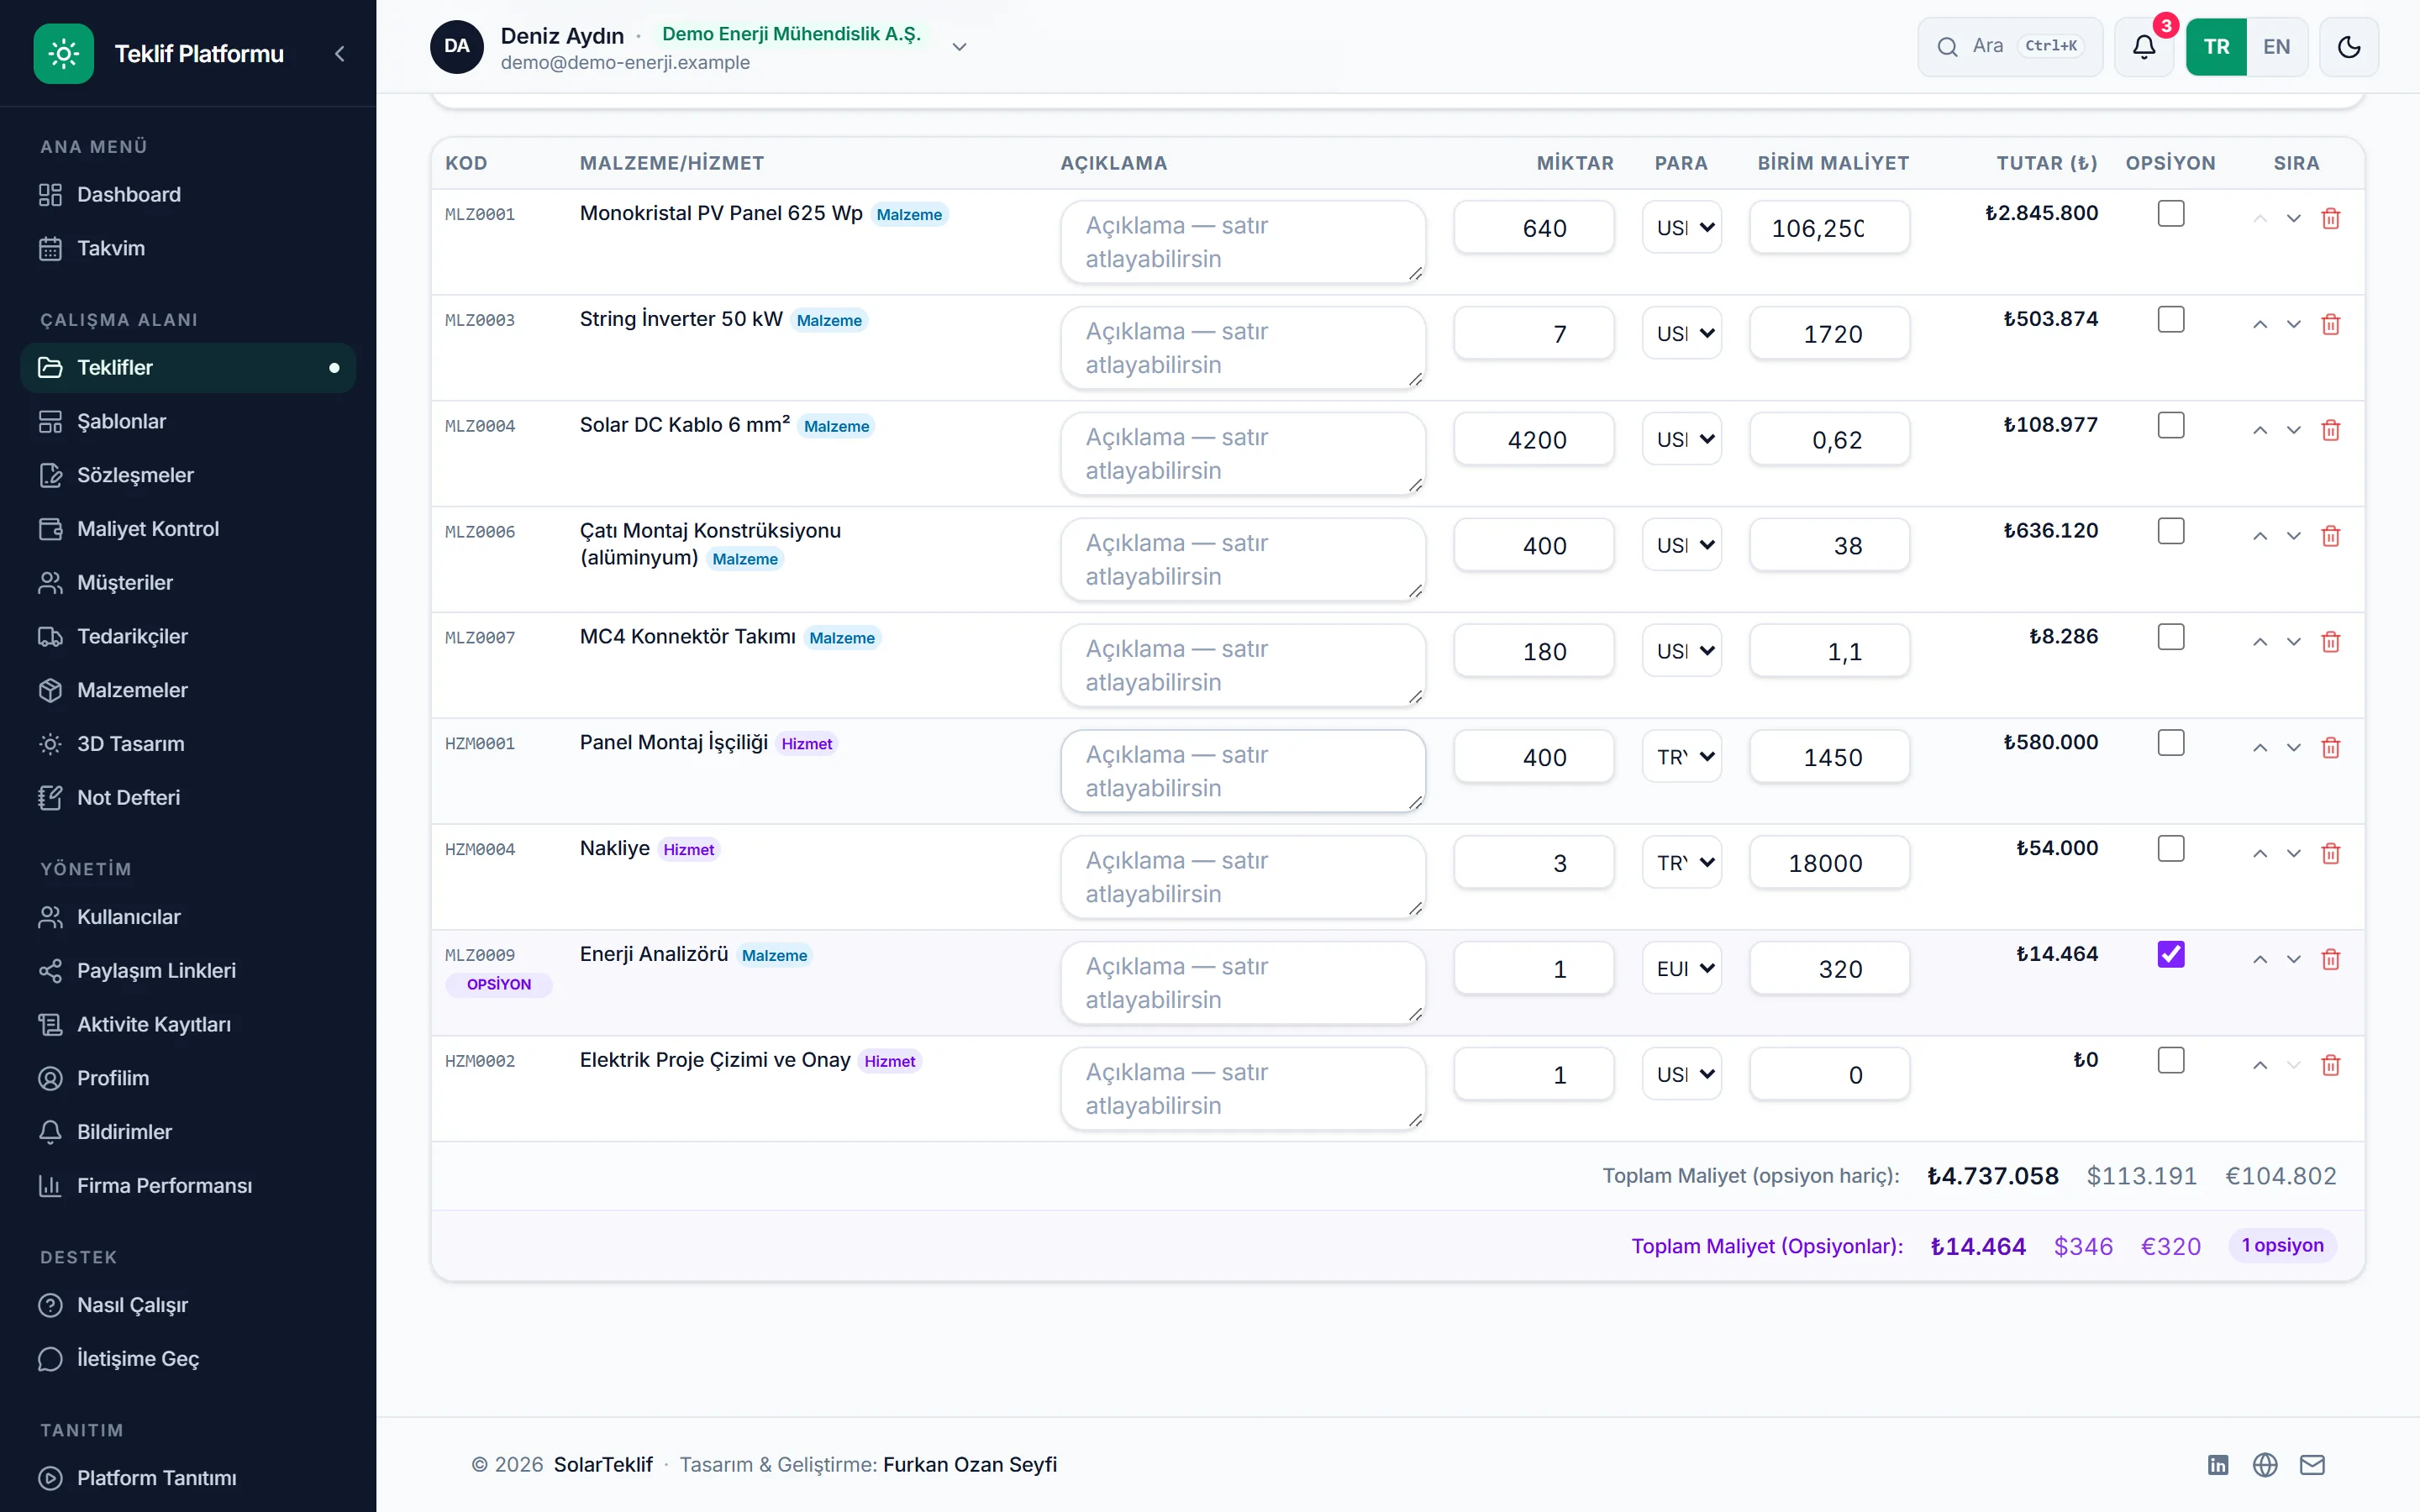 Teklif Platformu
ANA MENÜ
Dashboard
Takvim
ÇALIŞMA ALANI
Teklifler
Şablonlar
Sözleşmeler
Maliyet Kontrol
Müşteriler
Tedarikçiler
Malzemeler
3D Tasarım
Not Defteri
YÖNETİM
Kullanıcılar
Paylaşım Linkleri
Aktivite Kayıtları
Profilim
Bildirimler
Firma Performansı
DESTEK
Nasıl Çalışır
İletişime Geç
TANITIM
Platform Tanıtımı
DA
Deniz Aydın · Demo Enerji Mühendislik A.Ş.
demo@demo-enerji.example
Ara Ctrl+K
3
TR EN
KOD MALZEME/HİZMET AÇIKLAMA MİKTAR PARA BİRİM MALİYET TUTAR (₺) OPSİYON SIRA
MLZ0001 Monokristal PV Panel 625 Wp Malzeme Açıklama — satır 640 USI 106,250 ₺2.845.800
atlayabilirsin
MLZ0003 String İnverter 50 kW Malzeme Açıklama — satır 7 USI 1720 ₺503.874
atlayabilirsin
MLZ0004 Solar DC Kablo 6 mm² Malzeme Açıklama — satır 4200 USI 0,62 ₺108.977
atlayabilirsin
MLZ0006 Çatı Montaj Konstrüksiyonu Açıklama — satır 400 USI 38 ₺636.120
(alüminyum) Malzeme atlayabilirsin
MLZ0007 MC4 Konnektör Takımı Malzeme Açıklama — satır 180 USI 1,1 ₺8.286
atlayabilirsin
HZM0001 Panel Montaj İşçiliği Hizmet Açıklama — satır 400 TRY 1450 ₺580.000
atlayabilirsin
HZM0004 Nakliye Hizmet Açıklama — satır 3 TRY 18000 ₺54.000
atlayabilirsin
MLZ0009 Enerji Analizörü Malzeme Açıklama — satır 1 EUI 320 ₺14.464
OPSİYON atlayabilirsin
HZM0002 Elektrik Proje Çizimi ve Onay Hizmet Açıklama — satır 1 USI 0 ₺0
atlayabilirsin
Toplam Maliyet (opsiyon hariç): ₺4.737.058 $113.191 €104.802
Toplam Maliyet (Opsiyonlar): ₺14.464 $346 €320 1 opsiyon
© 2026 SolarTeklif · Tasarım & Geliştirme: Furkan Ozan Seyfi